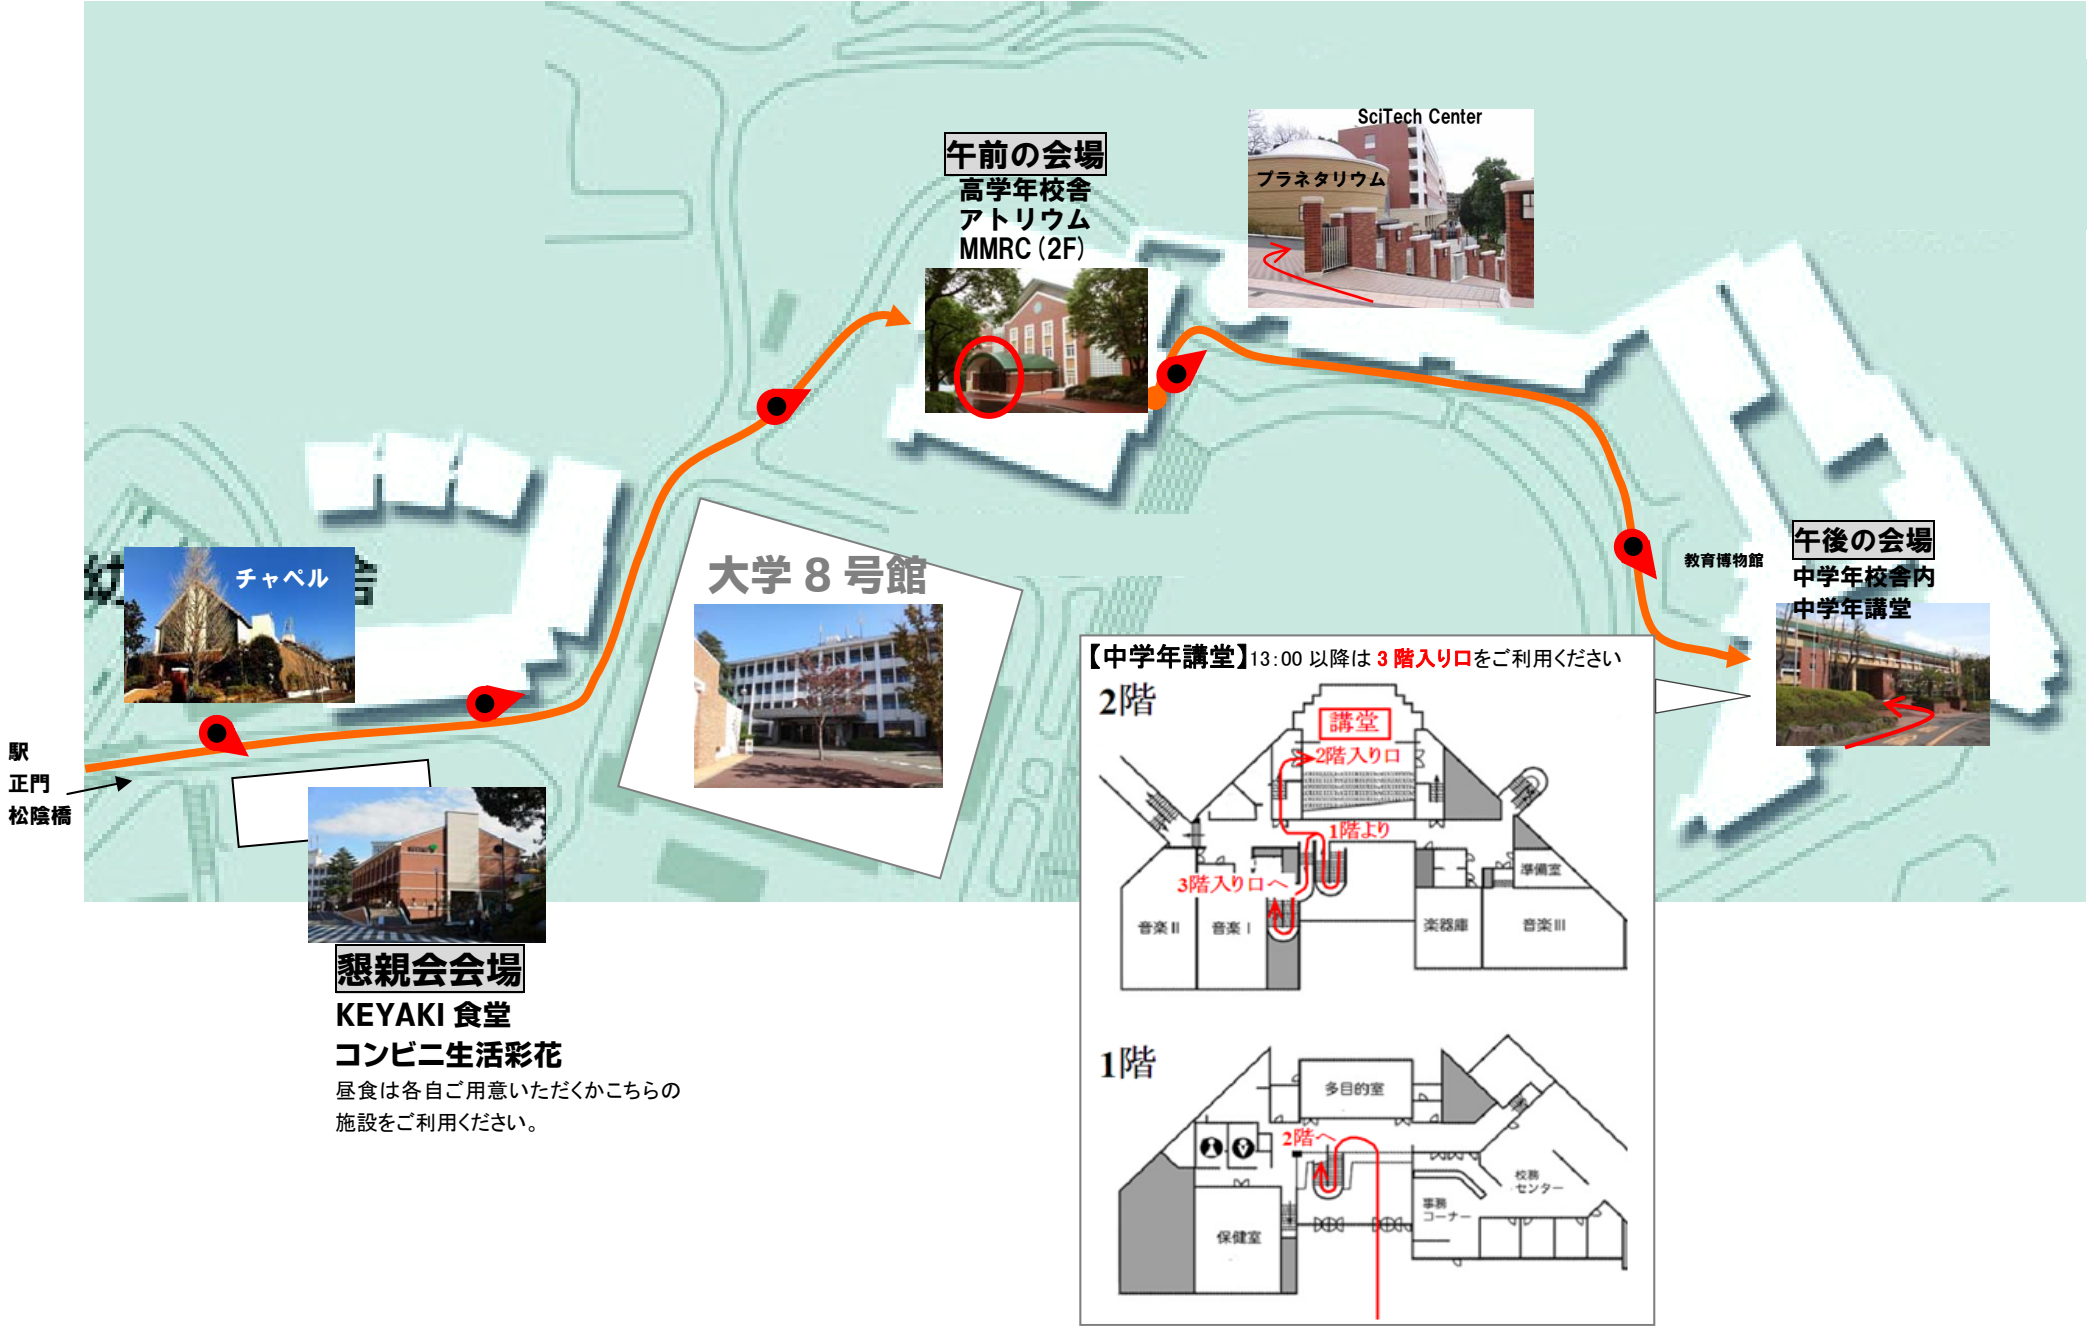 SciTech Center
プラネタリウム
午前の会場
高学年校舎
アトリウム
MMRC(2F)
チャペル
大学8号館
教育博物館
午後の会場
中学年校舎内
中学年講堂
駅
正門
松陰橋
懇親会会場
KEYAKI 食堂
コンビニ生活彩花
昼食は各自ご用意いただくかこちらの
施設をご利用ください。
【中学年講堂】13:00 以降は 3 階入り口をご利用ください
2階
講堂
2階入り口
1階より
3階入り口へ
準備室
音楽Ⅱ
音楽Ⅰ
楽器庫
音楽Ⅲ
1階
多目的室
2階へ
校務
センター
事務
コーナー
保健室